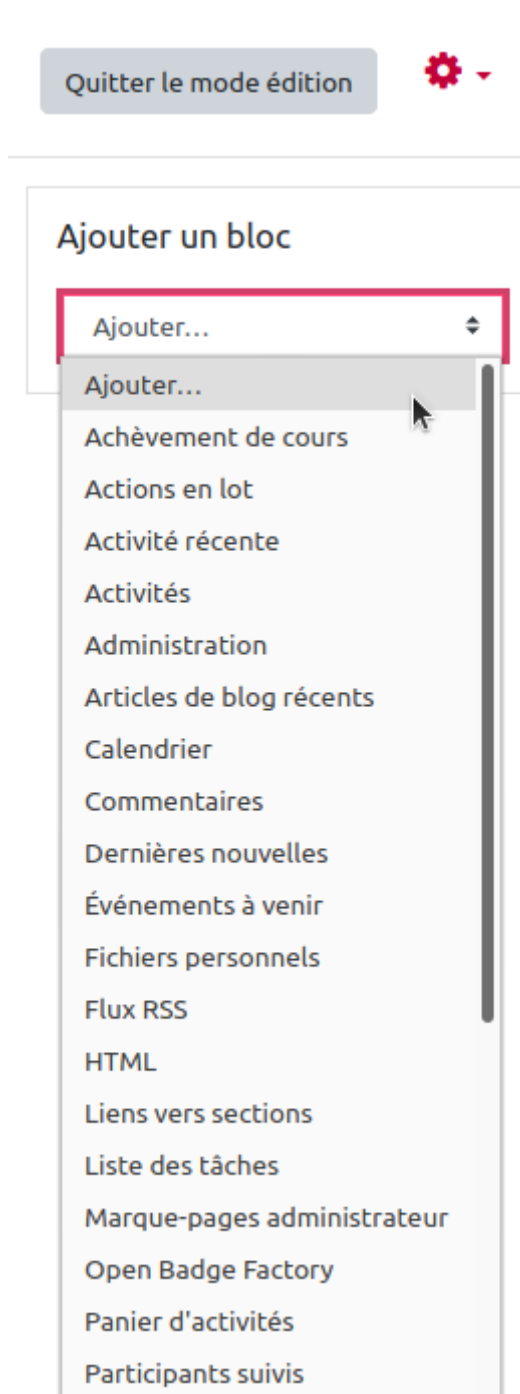 Quitter le mode édition
Ajouter un bloc
Ajouter...
Ajouter...
Achèvement de cours
Actions en lot
Activité récente
Activités
Administration
Articles de blog récents
Calendrier
Commentaires
Dernières nouvelles
Événements à venir
Fichiers personnels
Flux RSS
HTML
Liens vers sections
Liste des tâches
Marque-pages administrateur
Open Badge Factory
Panier d'activités
Participants suivis